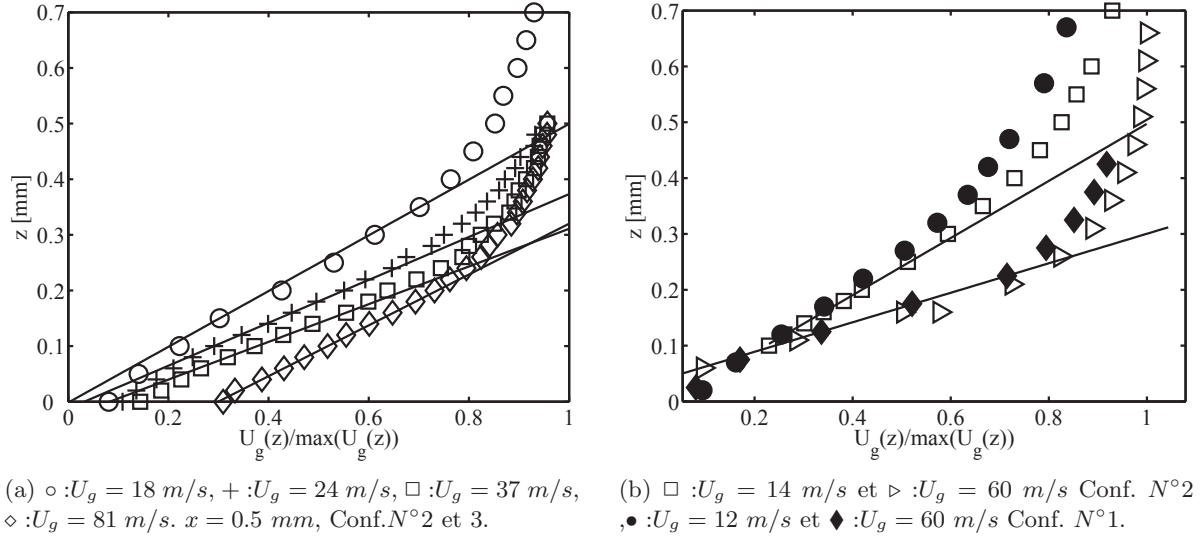 0.7
0.6
0.5
0.4
0.3
0.2
0.1
0
z [mm]
0 0.2 0.4 0.6 0.8 1
U_g(z)/max(U_g(z))
0.7
0.6
0.5
0.4
0.3
0.2
0.1
0
z [mm]
0.2 0.4 0.6 0.8 1
U_g(z)/max(U_g(z))
(a) ○ :U_g = 18 m/s, + :U_g = 24 m/s, □ :U_g = 37 m/s,
◇ :U_g = 81 m/s. x = 0.5 mm, Conf.N°2 et 3.
(b) □ :U_g = 14 m/s et ▷ :U_g = 60 m/s Conf. N°2
,● :U_g = 12 m/s et ♦ :U_g = 60 m/s Conf. N°1.